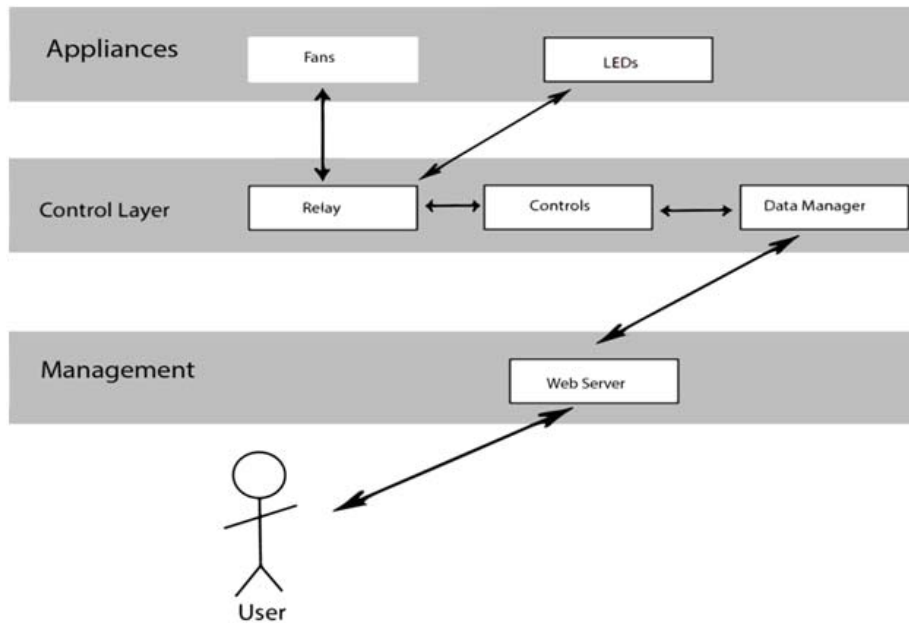 Appliances
Fans
LEDs
Control Layer
Relay
Controls
Data Manager
Management
Web Server
User